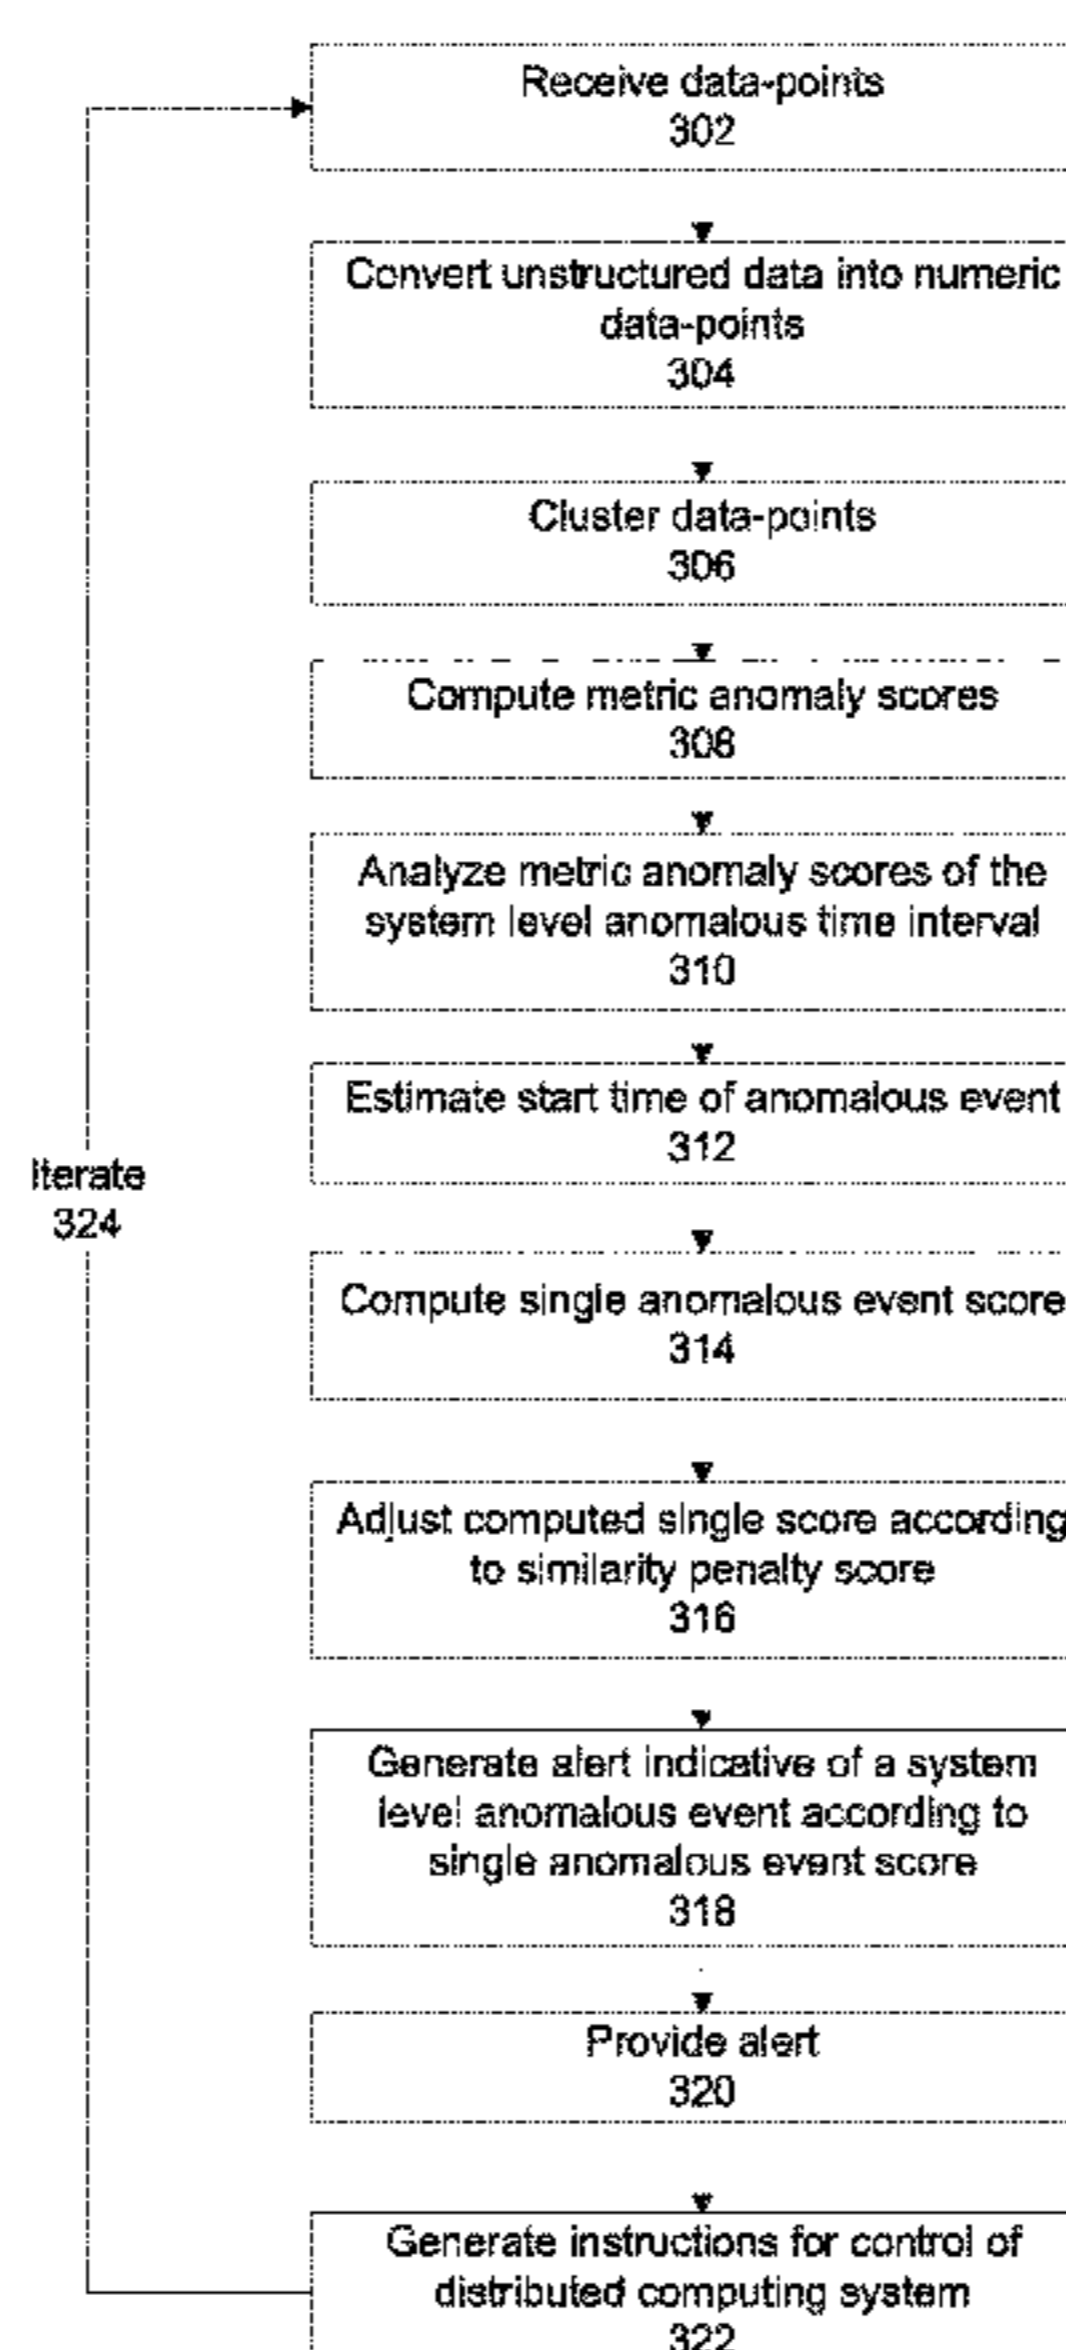 Receive data-points
302
Convert unstructured data into numeric
data-points
304
Cluster data-points
306
Compute metric anomaly scores
308
Analyze metric anomaly scores of the
system level anomalous time interval
310
Estimate start time of anomalous event
312
Iterate
324
Compute single anomalous event score
314
Adjust computed single score according
to similarity penalty score
316
Generate alert indicative of a system
level anomalous event according to
single anomalous event score
318
Provide alert
320
Generate instructions for control of
distributed computing system
322